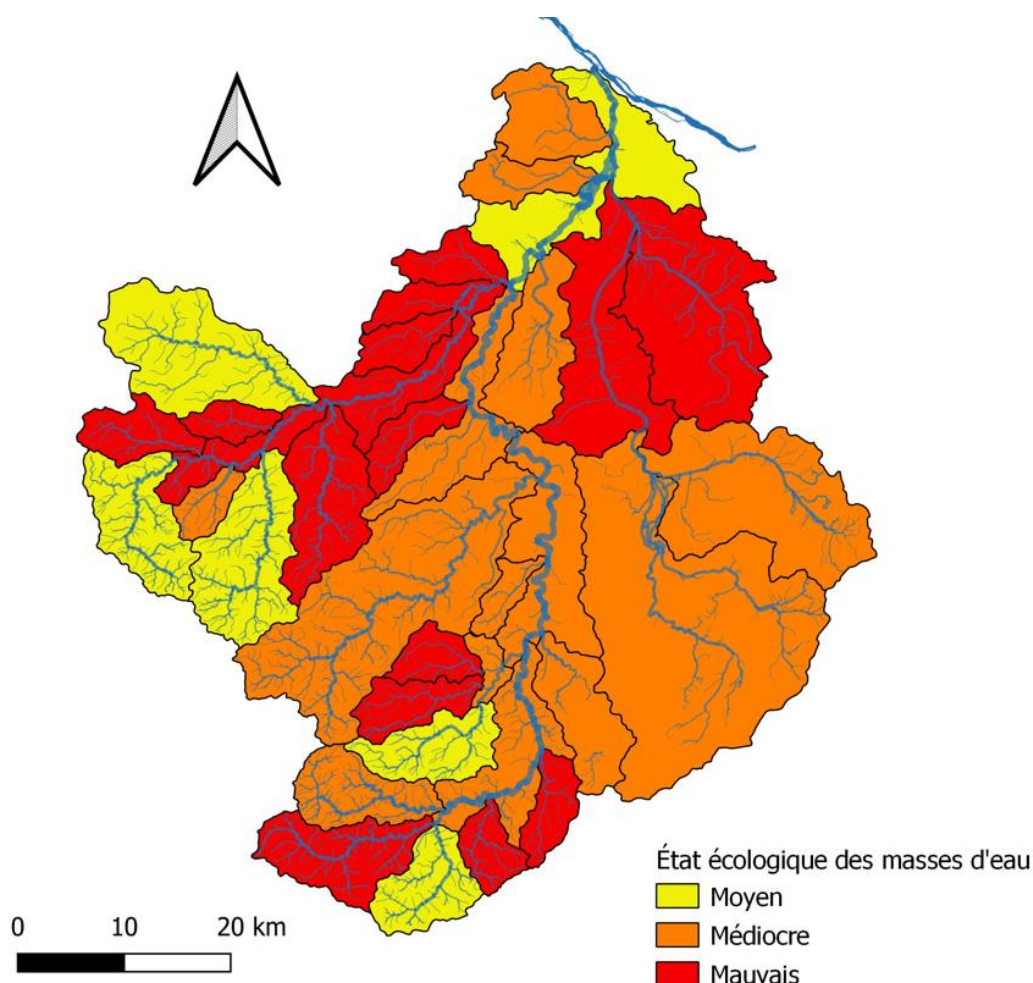 État écologique des masses d'eau
Moyen
Médiocre
Mauvais
0 10 20 km